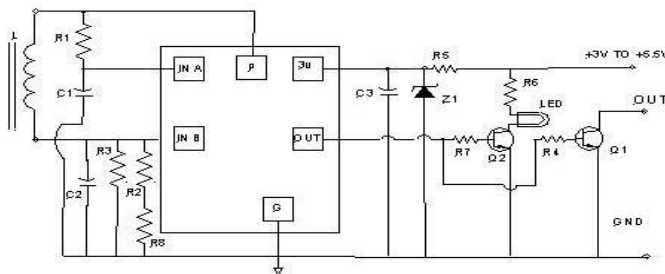 L
R1
C1
IN A
P
3u
IN B
OUT
G
R3
R2
C2
R8
C3
Z1
R5
R6
+3V TO +5.5V
LED
OUT
R7
Q2
R4
Q1
GND